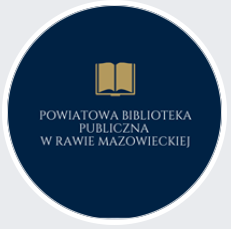 POWIATOWA BIBLIOTEKA
PUBLICZNA
W RAWIE MAZOWIECKIEJ